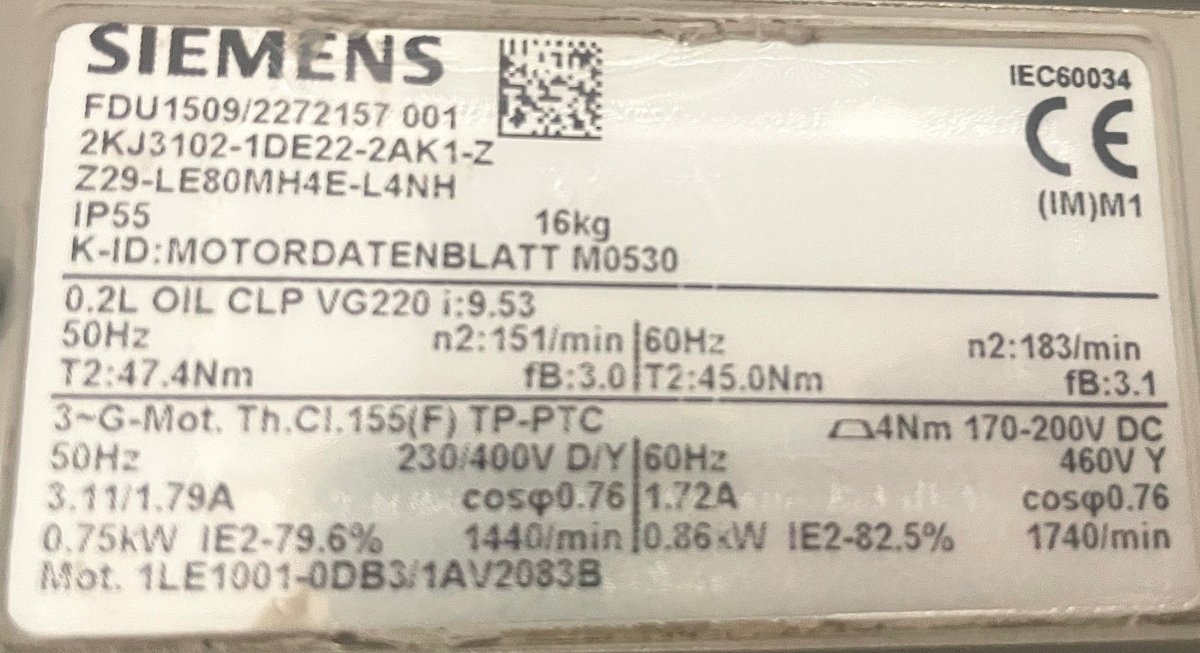 SIEMENS
IEC60034
FDU1509/2272157 001
CE
2KJ3102-1DE22-2AK1-Z
Z29-LE80MH4E-L4NH
(IM)M1
IP55 16kg
K-ID:MOTORDATENBLATT M0530
0.2L OIL CLP VG220 i:9.53
50Hz n2:151/min 60Hz n2:183/min
T2:47.4Nm fB:3.0 T2:45.0Nm fB:3.1
3~G-Mot. Th.Cl.155(F) TP-PTC 4Nm 170-200V DC
50Hz 230/400V D/Y 60Hz 460V Y
3.11/1.79A cosφ0.76 1.72A cosφ0.76
0.75kW IE2-79.6% 1440/min 0.86kW IE2-82.5% 1740/min
Mot. 1LE1001-0DB3/1AV2083B